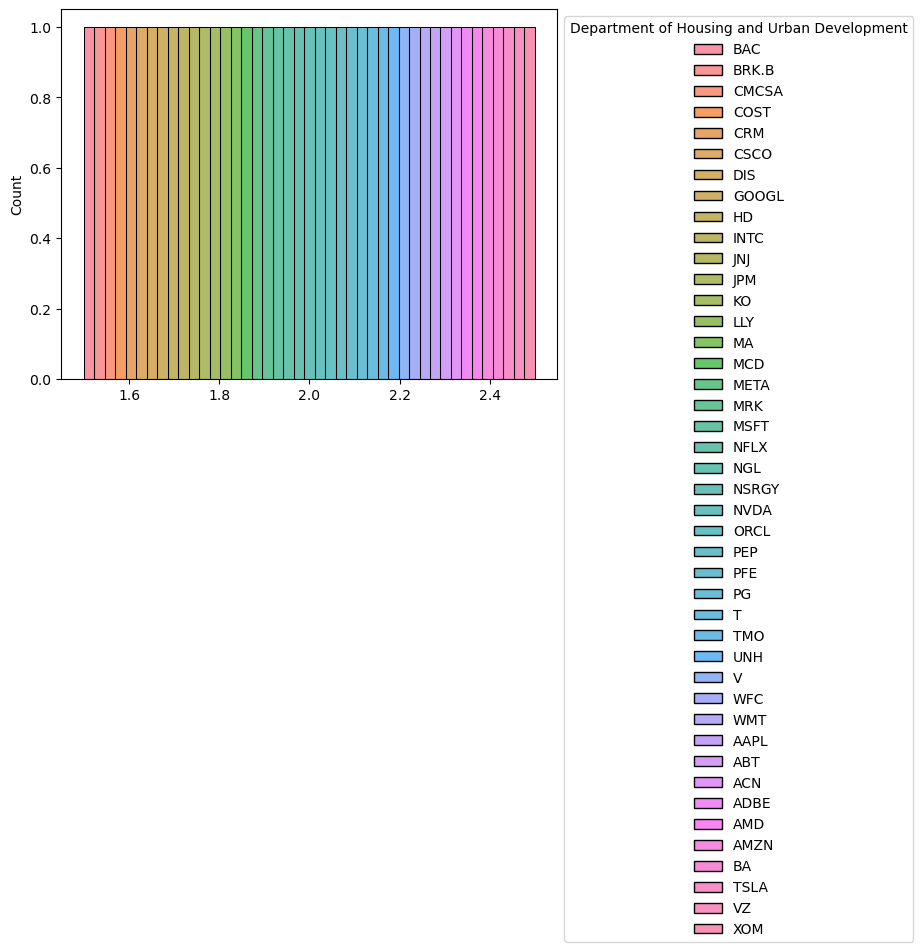 Count
1.0
0.8
0.6
0.4
0.2
0.0
1.6 1.8 2.0 2.2 2.4
Department of Housing and Urban Development
BAC
BRK.B
CMCSA
COST
CRM
CSCO
DIS
GOOGL
HD
INTC
JNJ
JPM
KO
LLY
MA
MCD
META
MRK
MSFT
NFLX
NGL
NSRGY
NVDA
ORCL
PEP
PFE
PG
T
TMO
UNH
V
WFC
WMT
AAPL
ABT
ACN
ADBE
AMD
AMZN
BA
TSLA
VZ
XOM